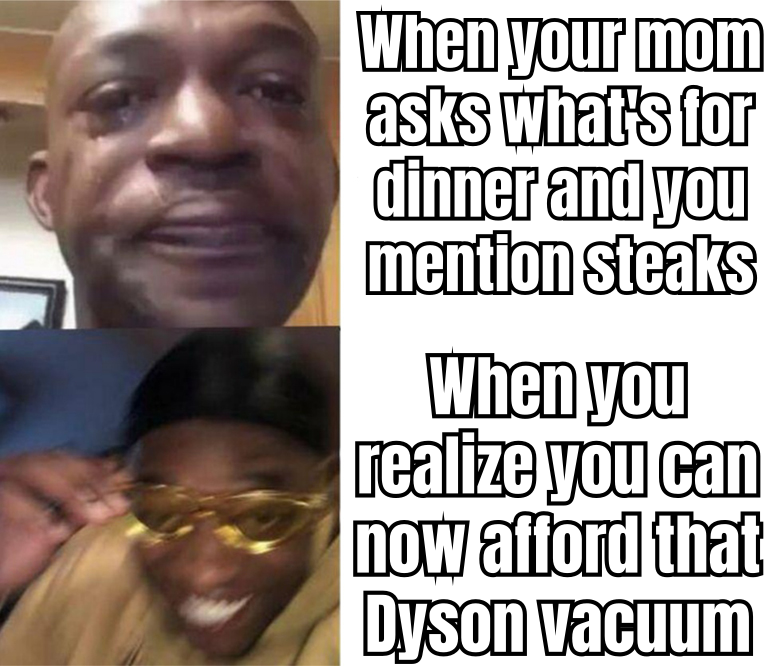 When your mom
asks what's for
dinner and you
mention steaks
When you
realize you can
now afford that
Dyson vacuum